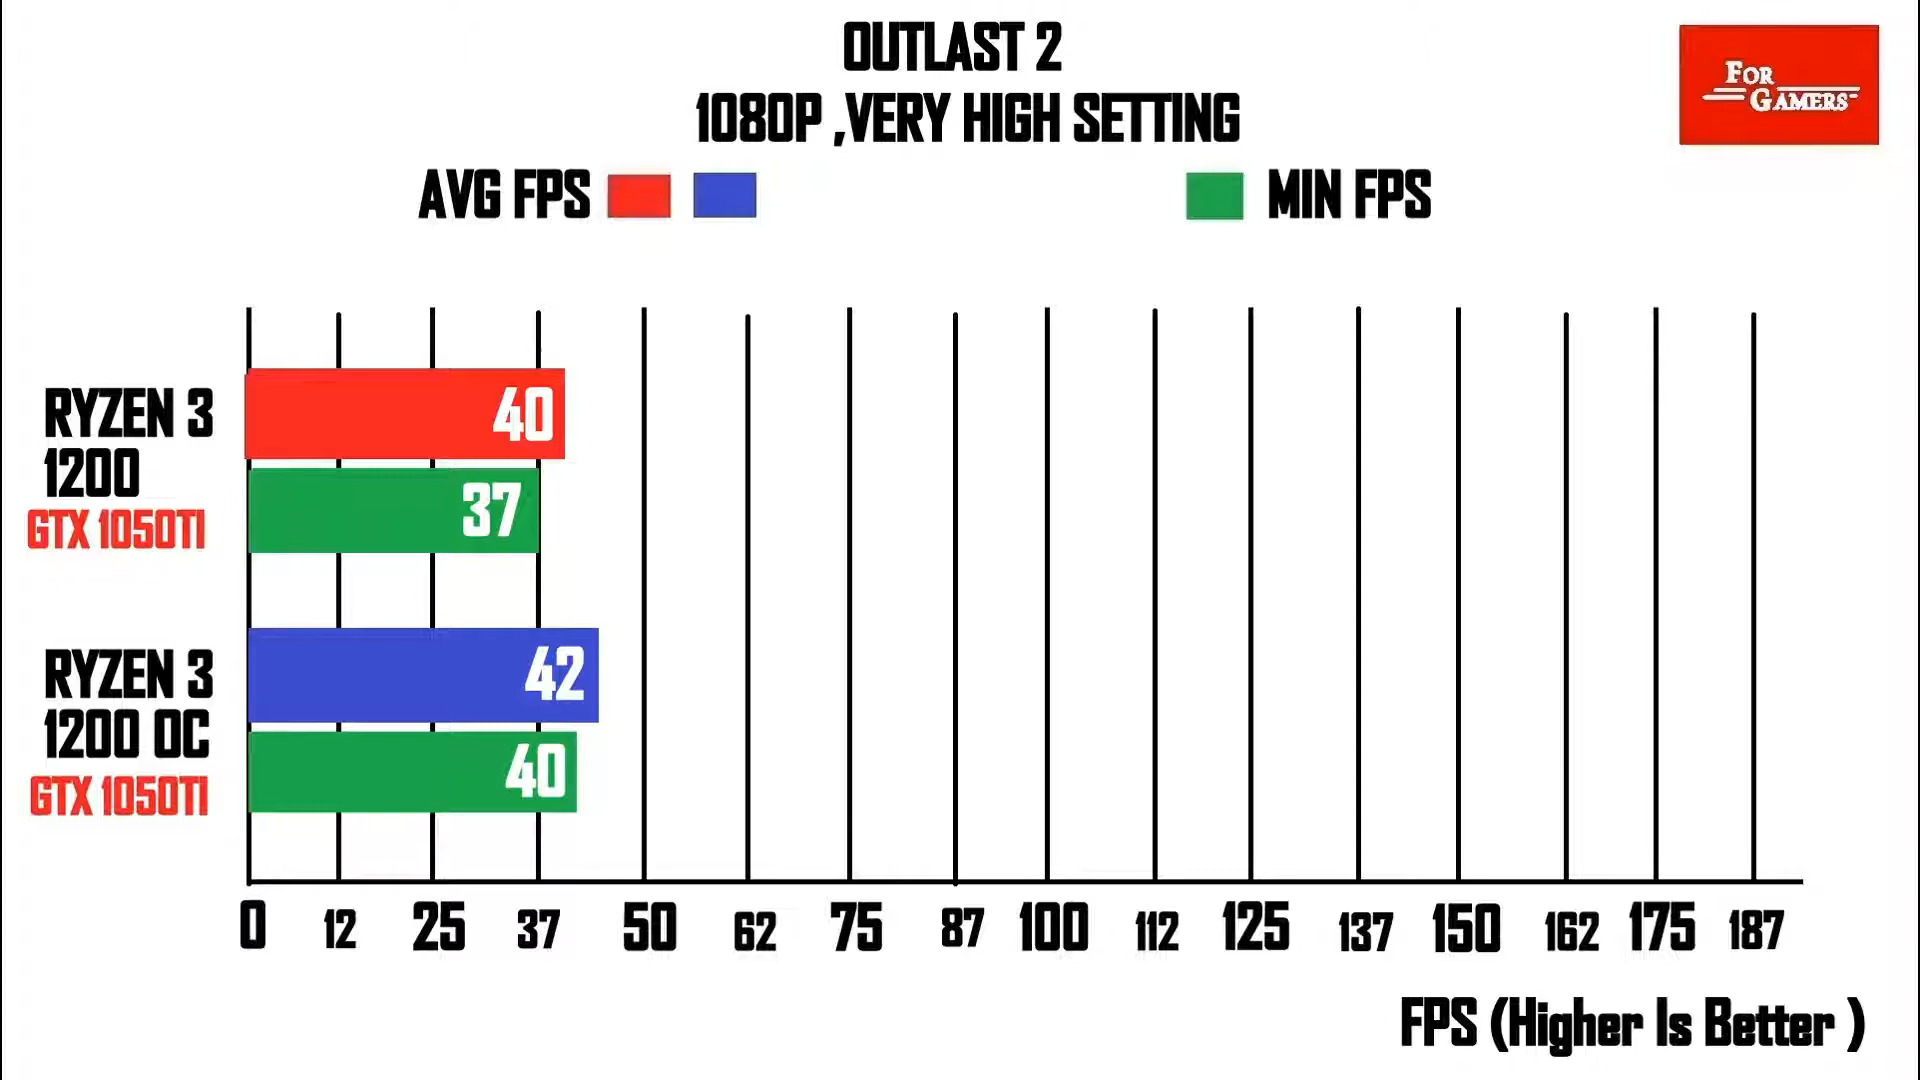 OUTLAST 2
1080P ,VERY HIGH SETTING
FOR
GAMERS
AVG FPS
MIN FPS
RYZEN 3
1200
GTX 1050TI
40
37
RYZEN 3
1200 OC
GTX 1050TI
42
40
0 12 25 37 50 62 75 87 100 112 125 137 150 162 175 187
FPS (Higher Is Better )